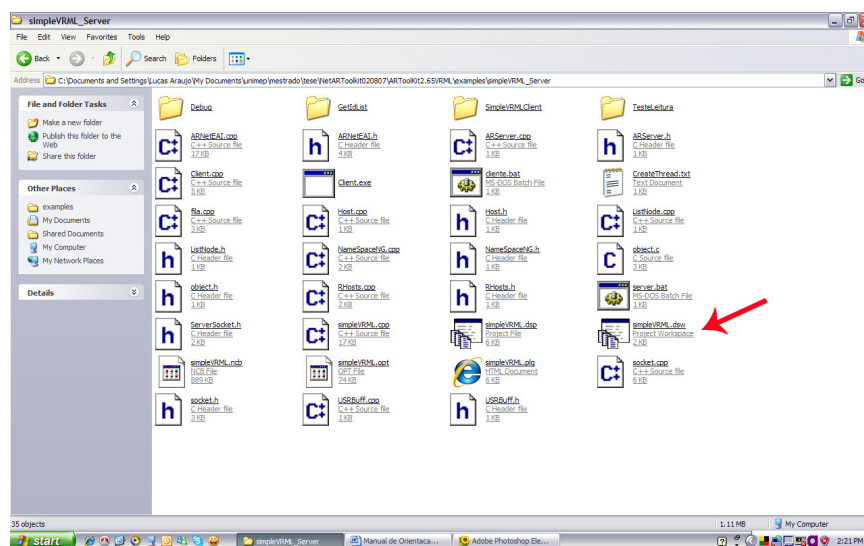 simpleVRML_Server
File Edit View Favorites Tools Help
Back Search Folders
Address C:\Documents and Settings\Lucas Araujo\My Documents\unimep\mestrado\tese\NetARToolkit020807\ARToolKit2.65VRML\examples\simpleVRML_Server Go
File and Folder Tasks
Make a new folder
Publish this folder to the
Web
Share this folder
Other Places
examples
My Documents
Shared Documents
My Computer
My Network Places
Details
Debug
GetIdList
SimpleVRMLClient
TesteLeitura
ARNetEAI.cpp
C++ Source file
17 KB
ARNetEAI.h
C Header file
4 KB
ARServer.cpp
C++ Source file
1 KB
ARServer.h
C Header file
1 KB
Client.cpp
C++ Source file
5 KB
Client.exe
cliente.bat
MS-DOS Batch File
1 KB
CreateThread.txt
Text Document
1 KB
fila.cpp
C++ Source file
3 KB
Host.cpp
C++ Source file
1 KB
Host.h
C Header file
1 KB
ListNode.cpp
C++ Source file
1 KB
ListNode.h
C Header file
1 KB
NameSpaceNG.cpp
C++ Source file
2 KB
NameSpaceNG.h
C Header file
1 KB
object.c
C Source file
3 KB
object.h
C Header file
1 KB
RHosts.cpp
C++ Source file
2 KB
RHosts.h
C Header file
1 KB
server.bat
MS-DOS Batch File
1 KB
ServerSocket.h
C Header file
2 KB
simpleVRML.cpp
C++ Source file
17 KB
simpleVRML.dsp
Project File
6 KB
simpleVRML.dsw
Project Workspace
2 KB
simpleVRML.ncb
NCB File
889 KB
simpleVRML.opt
OPT File
74 KB
simpleVRML.plg
HTML Document
6 KB
socket.cpp
C++ Source file
6 KB
socket.h
C Header file
3 KB
USRBuff.cpp
C++ Source file
1 KB
USRBuff.h
C Header file
1 KB
35 objects
1.11 MB
My Computer
start
simpleVRML_Server
Manual de Orientaca...
Adobe Photoshop Ele...
2:21 PM